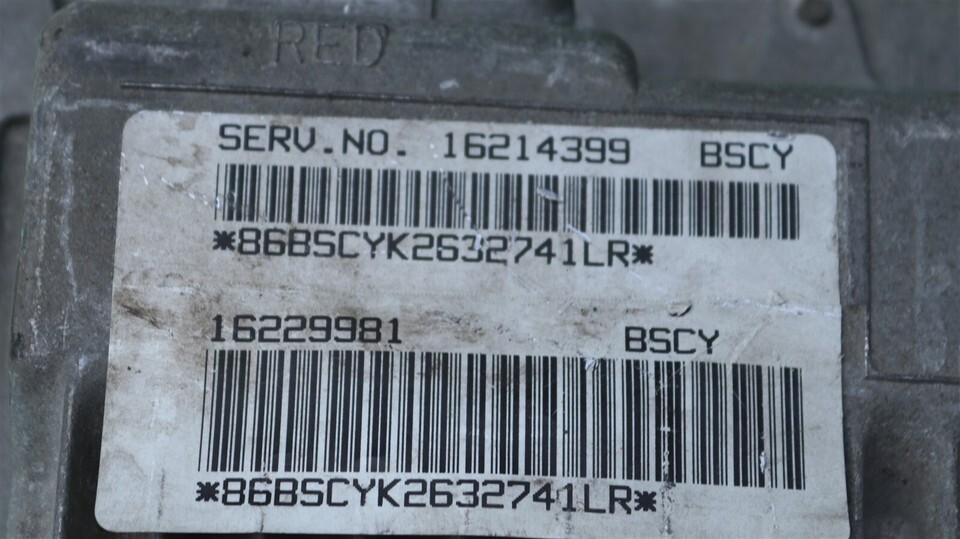 RED
SERV.NO. 16214399 BSCY
*86BSCYK2632741LR*
16229981 BSCY
*86BSCYK2632741LR*